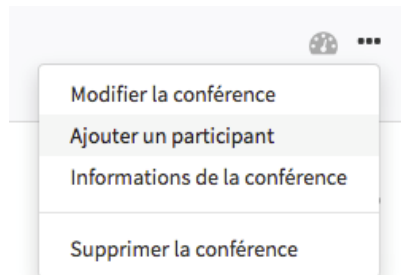 Modifier la conférence
Ajouter un participant
Informations de la conférence
Supprimer la conférence